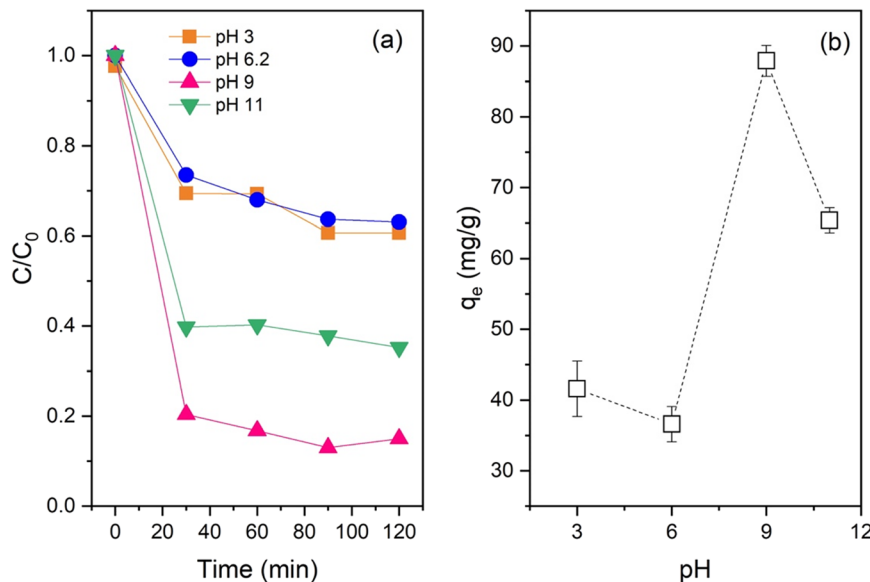 (a)
pH 3
pH 6.2
pH 9
pH 11
1.0
0.8
0.6
0.4
0.2
0.0
C/C₀
0 20 40 60 80 100 120
Time (min)
(b)
90
80
70
60
50
40
30
qₑ (mg/g)
3 6 9 12
pH